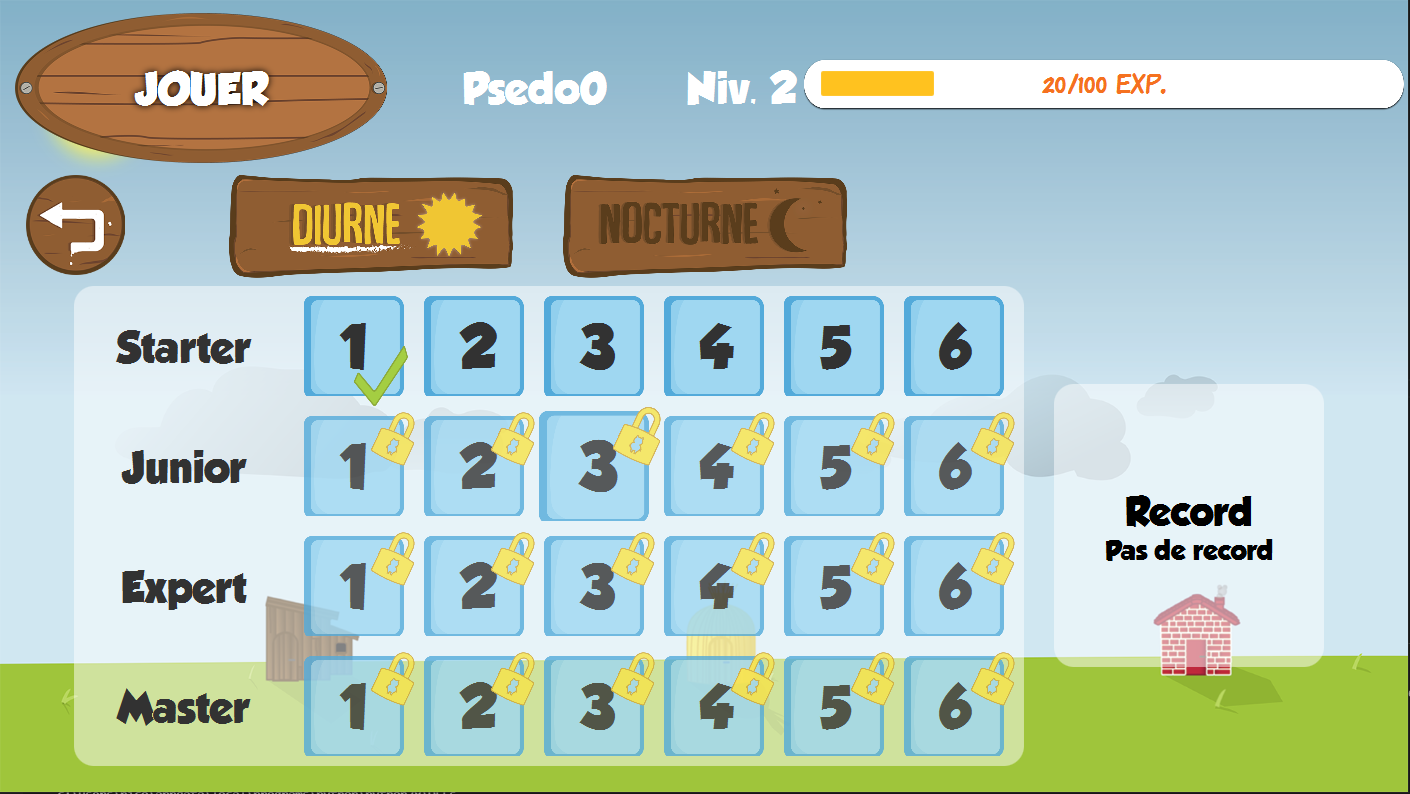 JOUER
Psedo0 Niv. 2 20/100 EXP.
DIURNE NOCTURNE
Starter 1 2 3 4 5 6
Junior 1 2 3 4 5 6
Expert 1 2 3 4 5 6
Master 1 2 3 4 5 6
Record
Pas de record